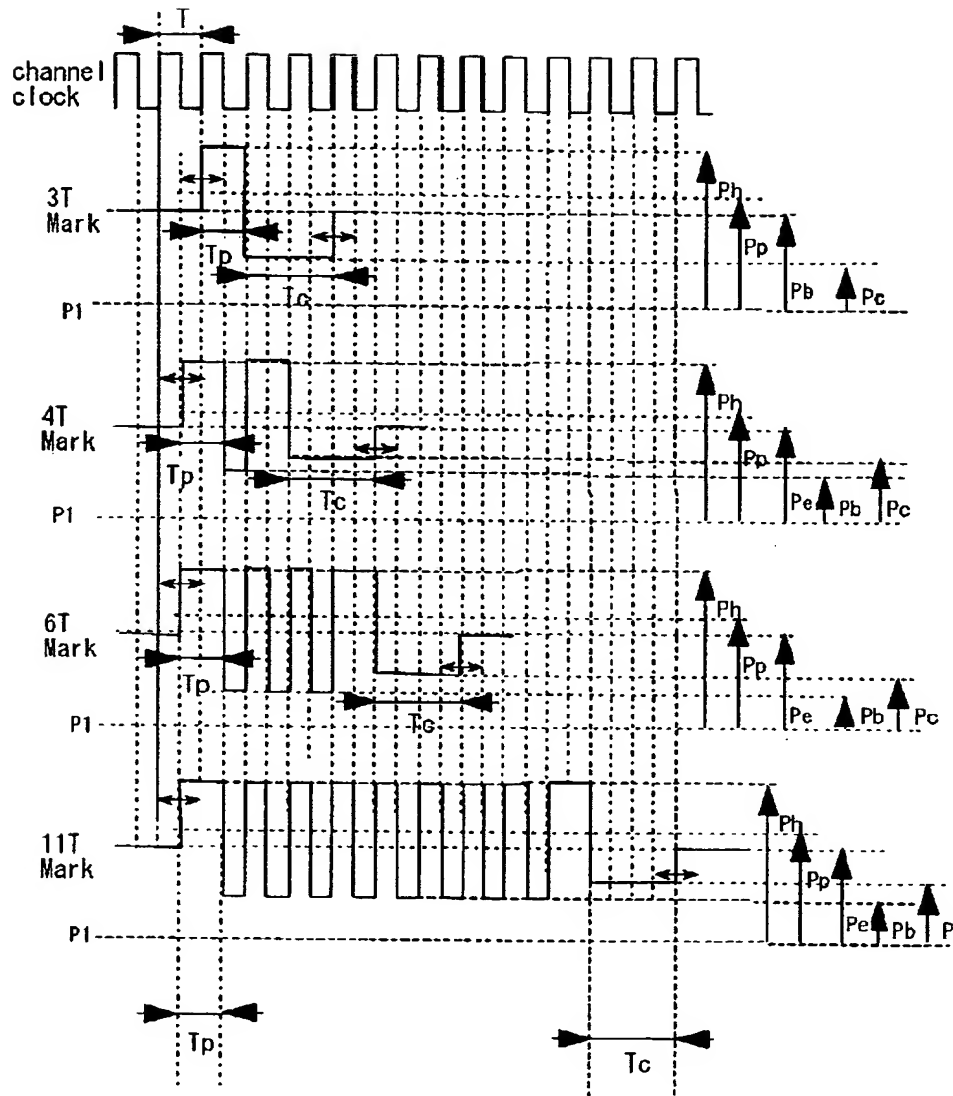 T
channel
clock
3T
Mark
Tp
Tc
P1
Ph
Pp
Pb
Pc
4T
Mark
Tp
Tc
P1
Ph
Pp
Pe
Pb
Pc
6T
Mark
Tp
Tc
P1
Ph
Pp
Pe
Pb
Pc
11T
Mark
P1
Ph
Pp
Pe
Pb
P
Tp
Tc